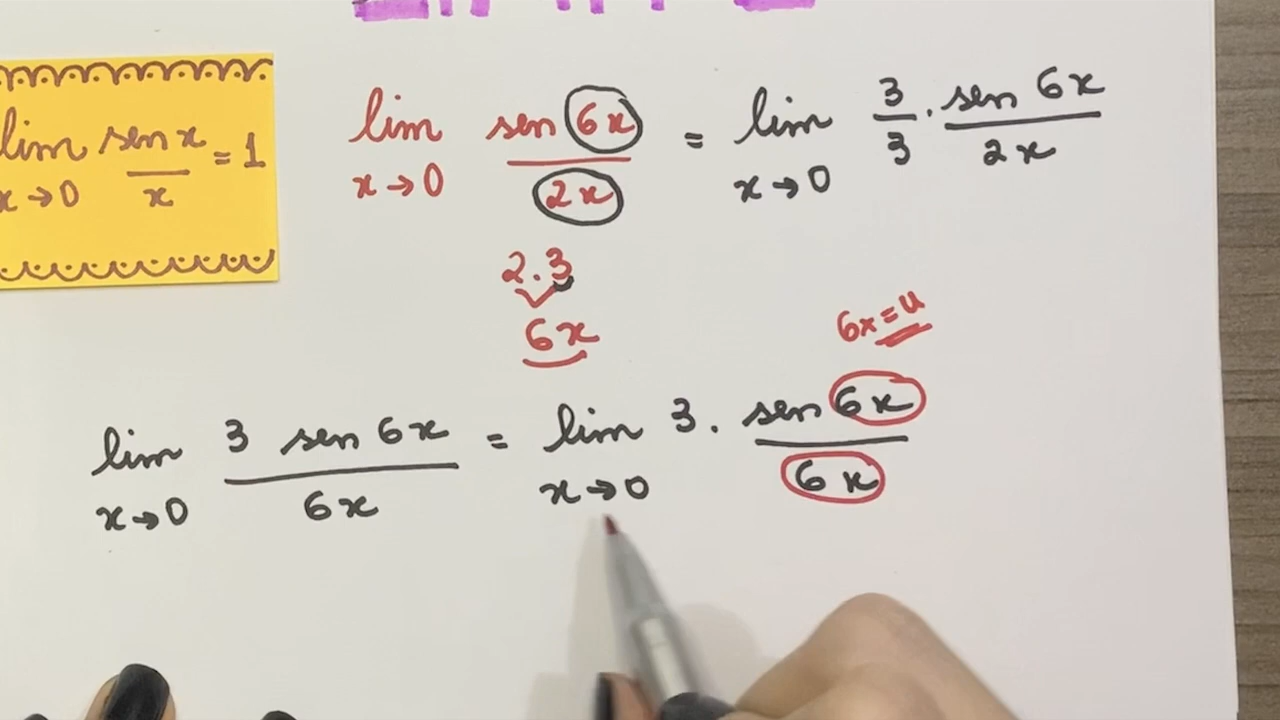 lim sen x / x = 1
x→0
lim sen 6x / 2x = lim 3/3 . sen 6x / 2x
x→0 x→0
2.3
6x
6x = u
lim 3 sen 6x / 6x = lim 3 . sen 6x / 6x
x→0 x→0